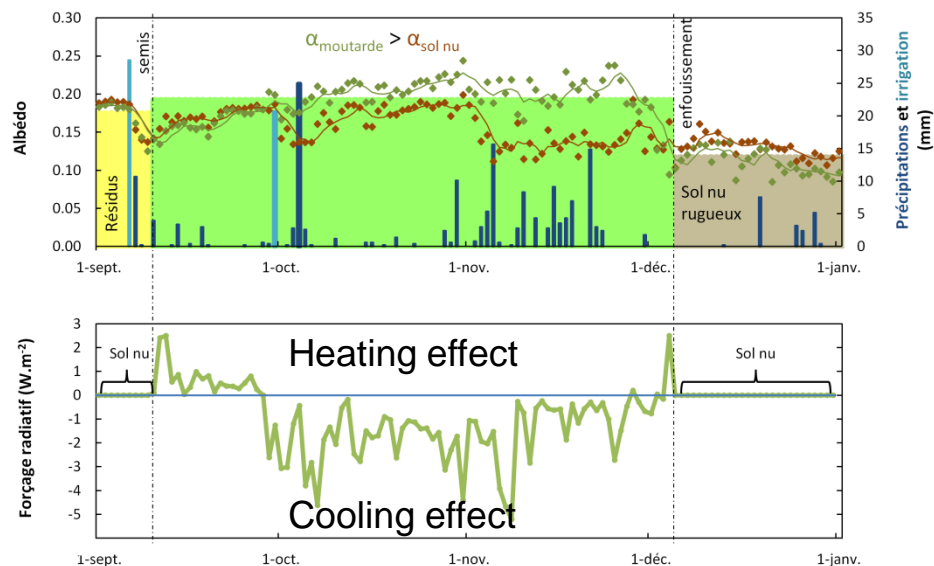 0.30
0.25
0.20
0.15
0.10
0.05
0.00
Albédo
35
30
25
20
15
10
5
0
Précipitations et irrigation
(mm)
semis
α moutarde > α sol nu
enfouissement
Résidus
Sol nu
rugueux
1-sept.
1-oct.
1-nov.
1-déc.
1-janv.
3
2
1
0
-1
-2
-3
-4
-5
Forçage radiatif (W.m-2)
Sol nu
Heating effect
Sol nu
Cooling effect
1-sept.
1-oct.
1-nov.
1-déc.
1-janv.